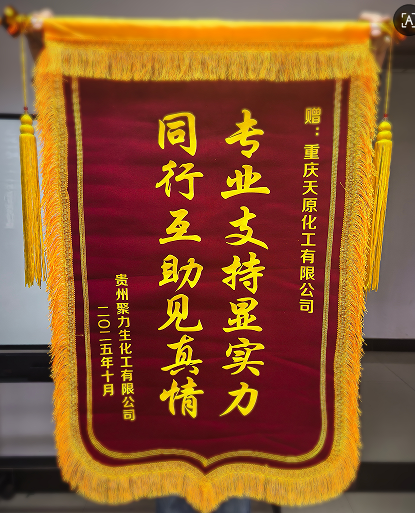 赠：重庆天原化工有限公司
专业支持显实力
同行互助见真情
贵州聚力生化工有限公司
二〇二五年十月